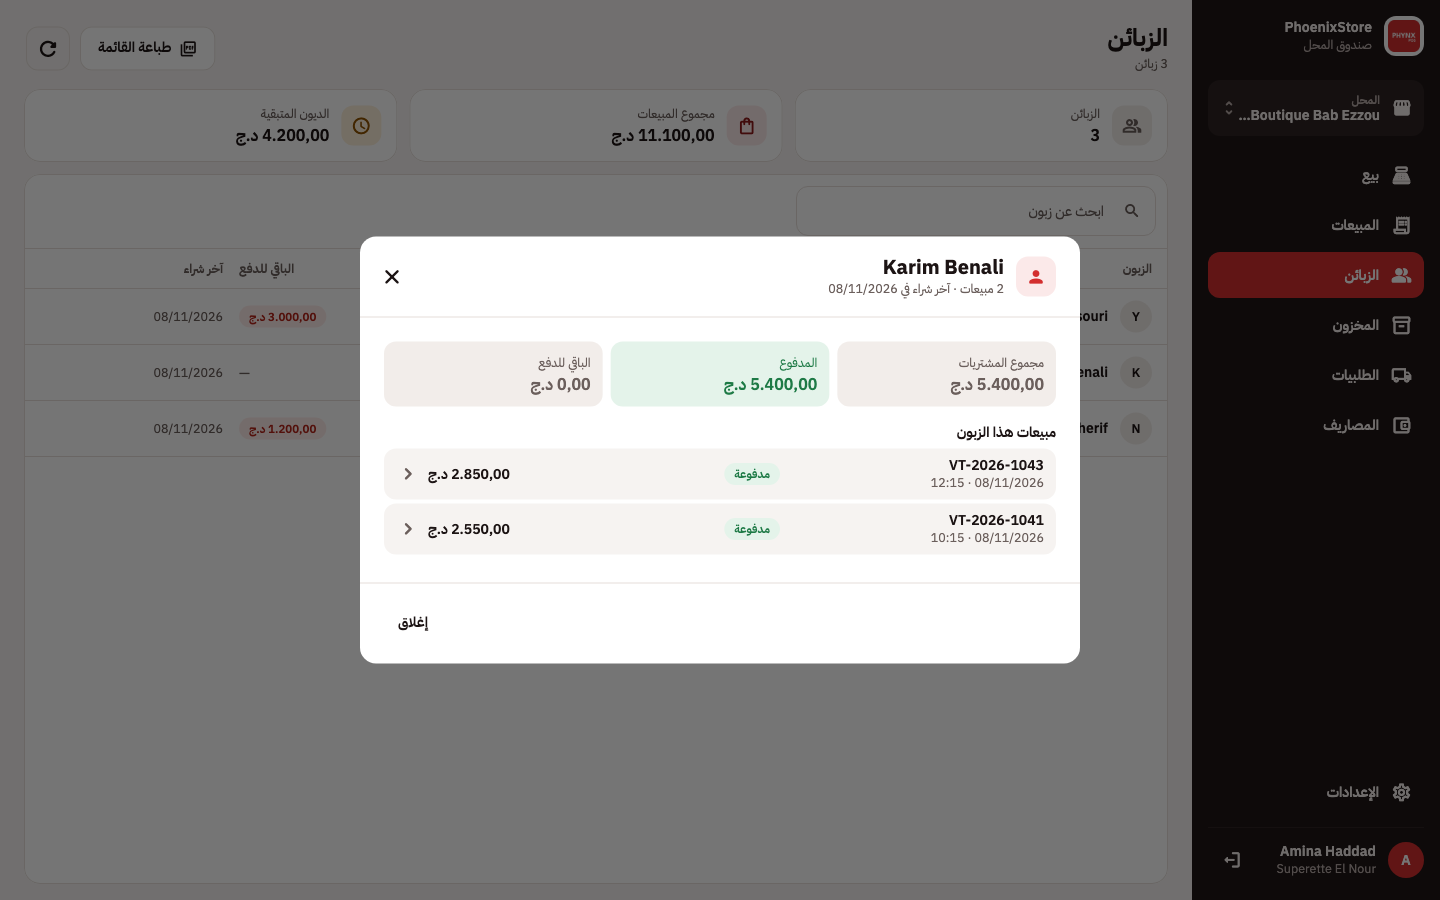 PhoenixStore
صندوق المحل
المحل
Boutique Bab Ezzou...
بيع
المبيعات
الزبائن
المخزون
الطلبيات
المصاريف
الإعدادات
Amina Haddad
Superette El Nour
A
الزبائن
3 زبائن
طباعة القائمة
الزبائن
3
مجموع المبيعات
11.100,00 د.ج
الديون المتبقية
4.200,00 د.ج
ابحث عن زبون
الزبون
الباقي للدفع
آخر شراء
Y
3.000,00 د.ج
08/11/2026
K
—
08/11/2026
N
1.200,00 د.ج
08/11/2026
Karim Benali
2 مبيعات · آخر شراء في 08/11/2026
مجموع المشتريات
5.400,00 د.ج
المدفوع
5.400,00 د.ج
الباقي للدفع
0,00 د.ج
مبيعات هذا الزبون
VT-2026-1043
08/11/2026 · 12:15
مدفوعة
2.850,00 د.ج
VT-2026-1041
08/11/2026 · 10:15
مدفوعة
2.550,00 د.ج
إغلاق